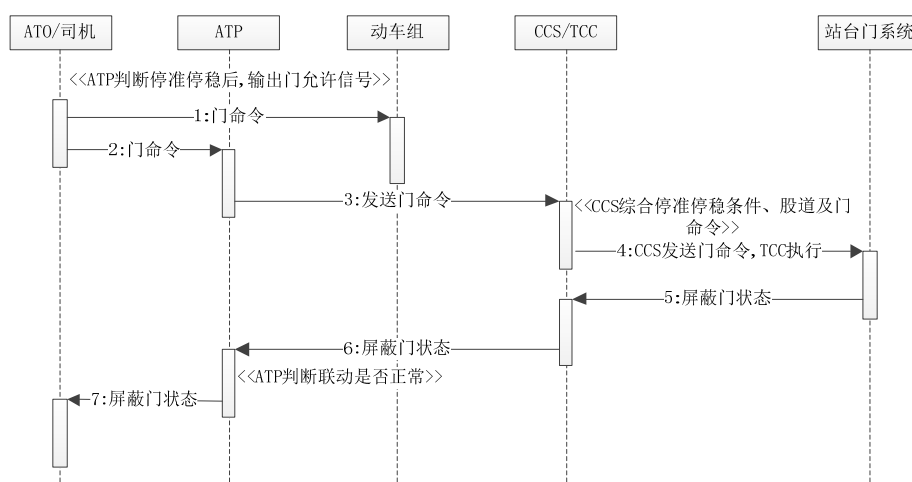 ATO/司机
ATP
动车组
CCS/TCC
站台门系统
<<ATP判断停准停稳后,输出门允许信号>>
1:门命令
2:门命令
3:发送门命令
<<CCS综合停准停稳条件、股道及门
命令>>
4:CCS发送门命令,TCC执行
5:屏蔽门状态
6:屏蔽门状态
<<ATP判断联动是否正常>>
7:屏蔽门状态